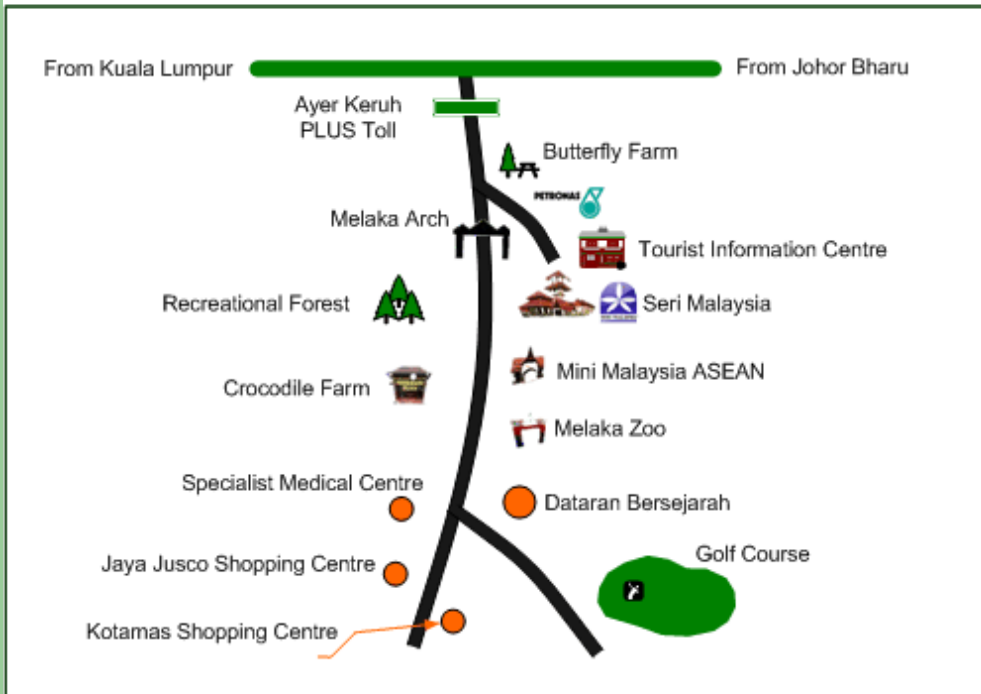 From Kuala Lumpur
From Johor Bharu
Ayer Keruh
PLUS Toll
Butterfly Farm
PETRONAS
Melaka Arch
Tourist Information Centre
Recreational Forest
Seri Malaysia
Mini Malaysia ASEAN
Crocodile Farm
Melaka Zoo
Specialist Medical Centre
Dataran Bersejarah
Golf Course
Jaya Jusco Shopping Centre
Kotamas Shopping Centre